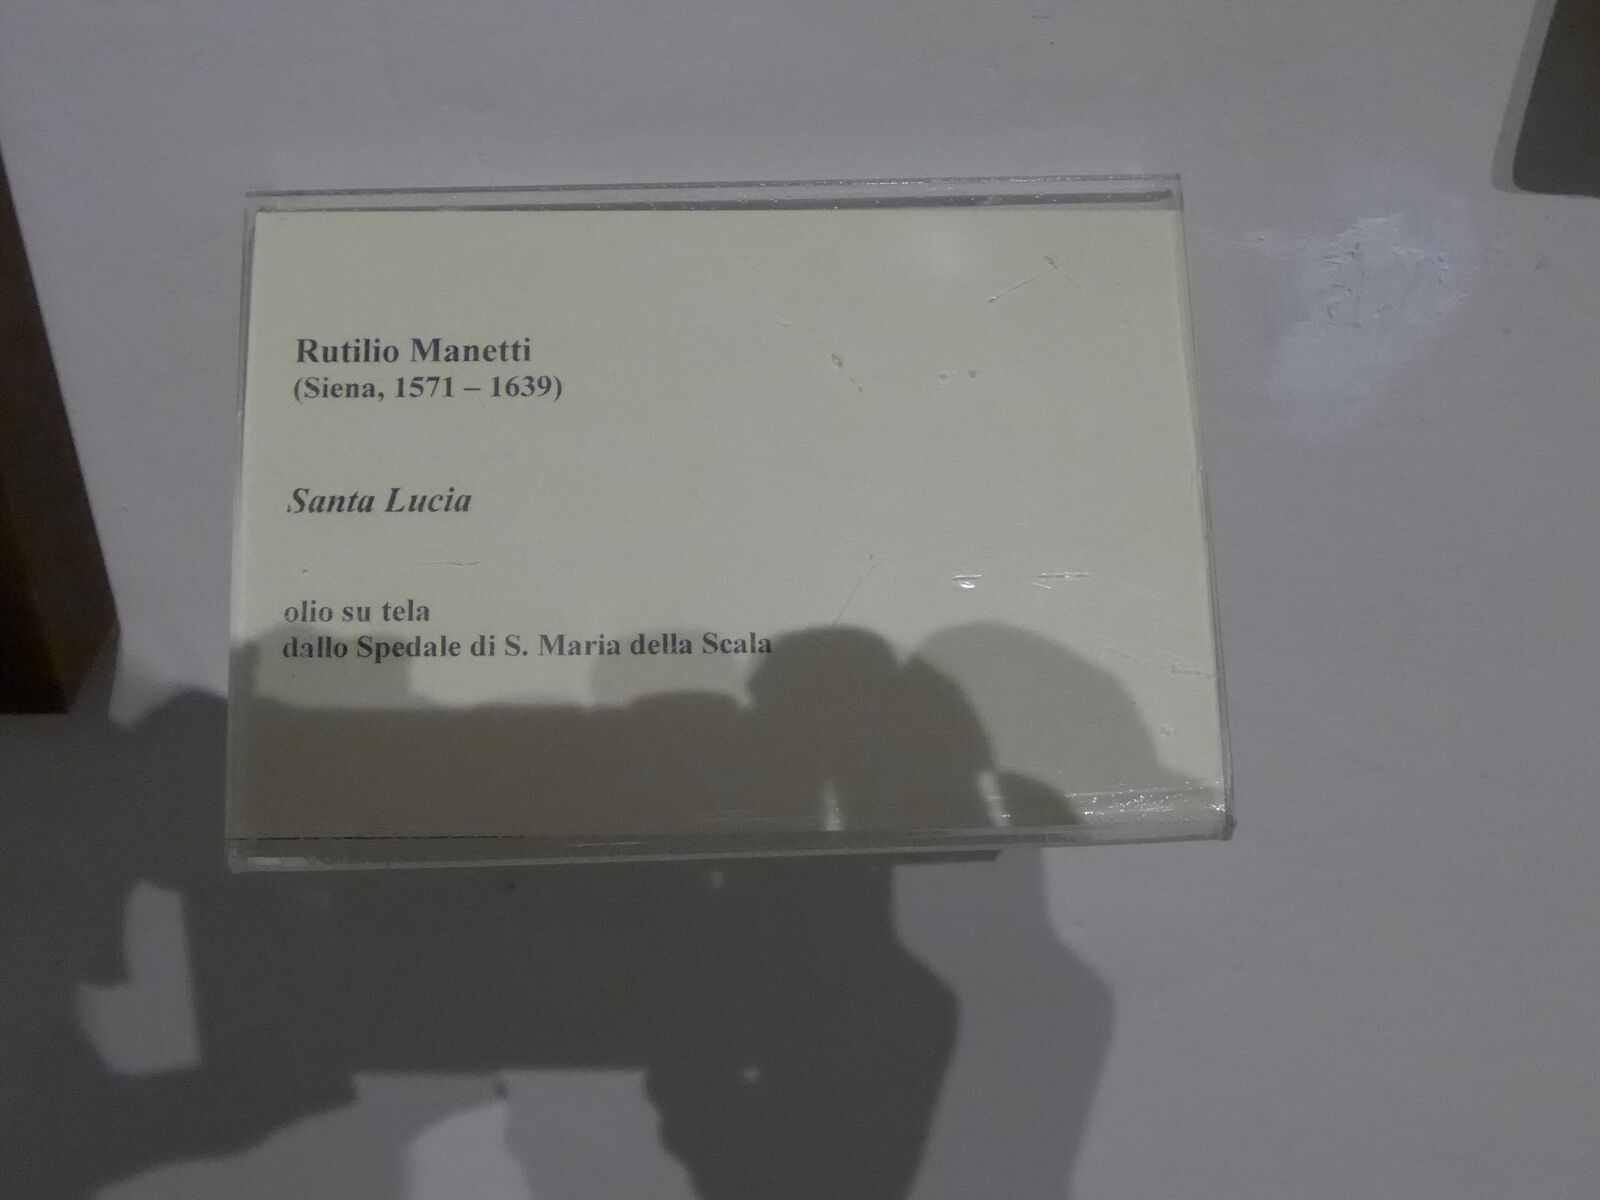 Rutilio Manetti
(Siena, 1571 – 1639)
Santa Lucia
olio su tela
dallo Spedale di S. Maria della Scala